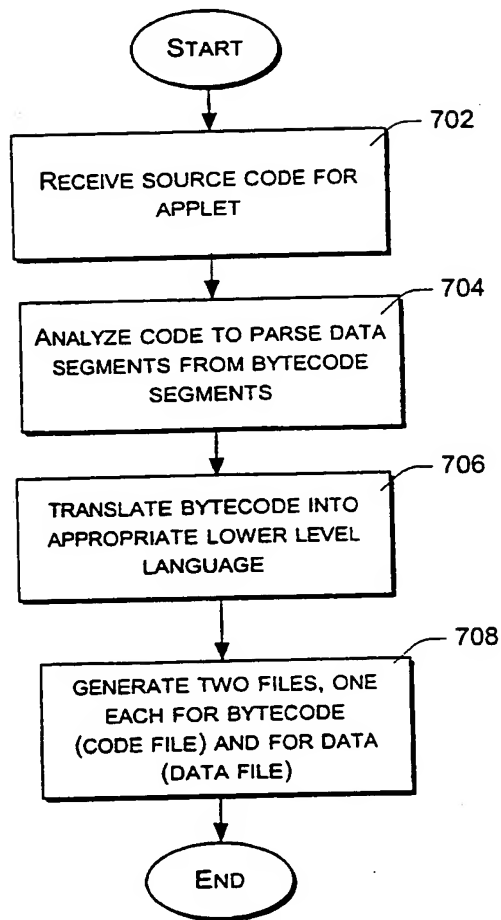 START
702
RECEIVE SOURCE CODE FOR
APPLET
704
ANALYZE CODE TO PARSE DATA
SEGMENTS FROM BYTECODE
SEGMENTS
706
TRANSLATE BYTECODE INTO
APPROPRIATE LOWER LEVEL
LANGUAGE
708
GENERATE TWO FILES, ONE
EACH FOR BYTECODE
(CODE FILE) AND FOR DATA
(DATA FILE)
END